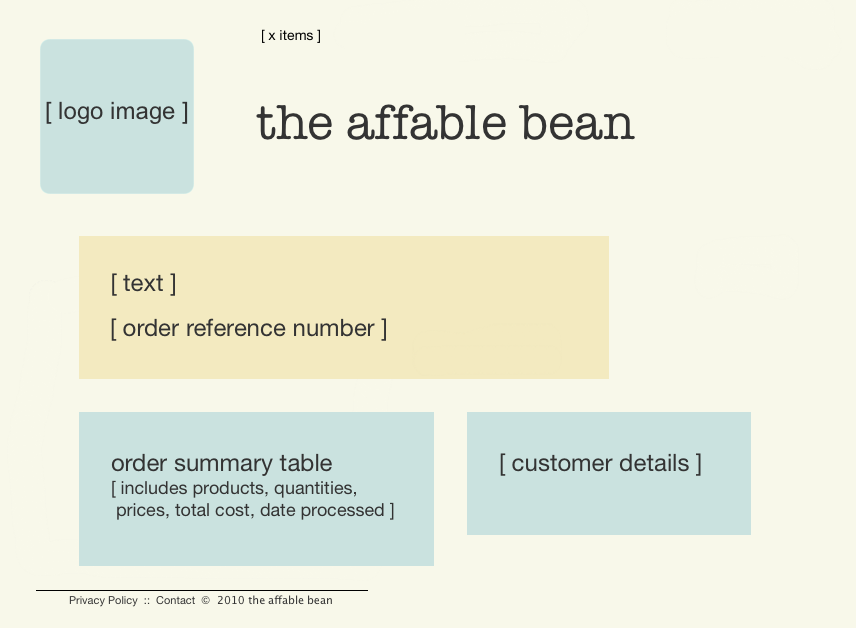 [ x items ]
[ logo image ]
the affable bean
[ text ]
[ order reference number ]
order summary table
[ includes products, quantities,
prices, total cost, date processed ]
[ customer details ]
Privacy Policy :: Contact © 2010 the affable bean